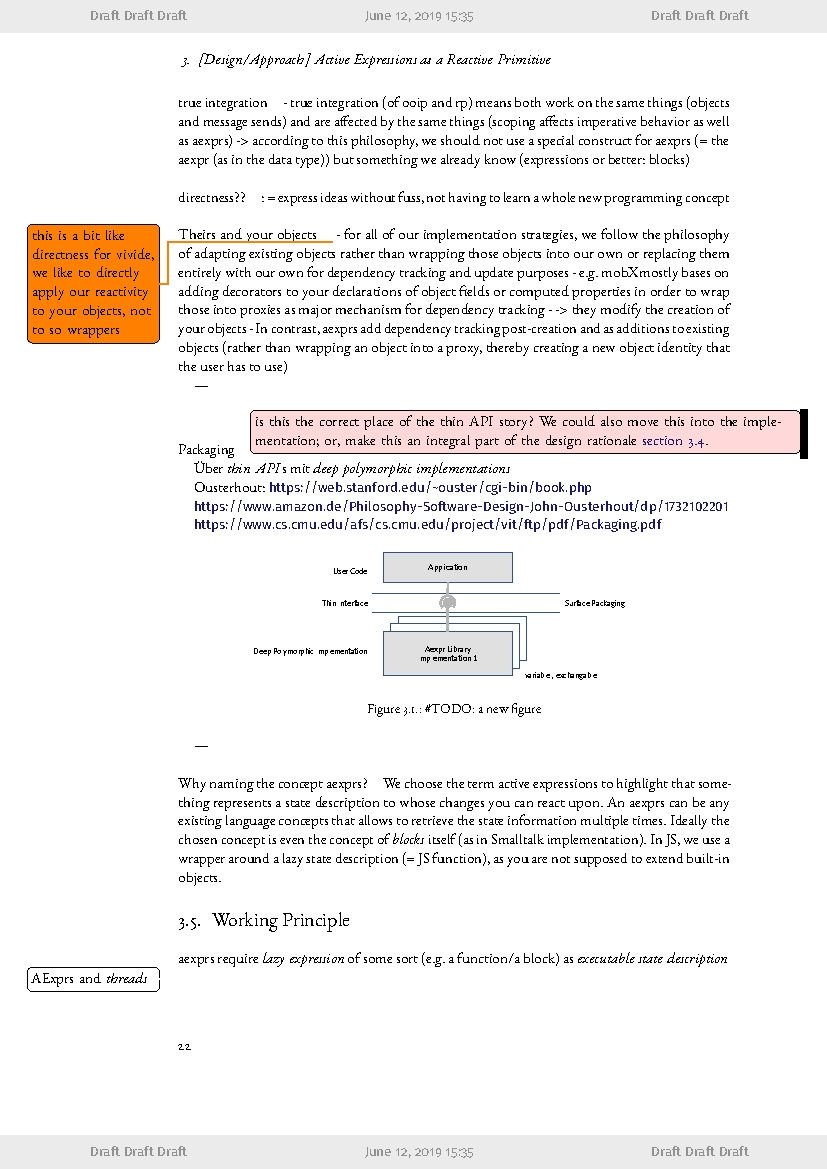 Draft Draft Draft June 12, 2019 15:35 Draft Draft Draft
3. [Design/Approach] Active Expressions as a Reactive Primitive
true integration - true integration (of ooip and rp) means both work on the same things (objects
and message sends) and are affected by the same things (scoping affects imperative behavior as well
as aexprs) -> according to this philosophy, we should not use a special construct for aexprs (= the
aexpr (as in the data type)) but something we already know (expressions or better: blocks)
directness?? : = express ideas without fuss, not having to learn a whole new programming concept
this is a bit like
directness for vivide,
we like to directly
apply our reactivity
to your objects, not
to so wrappers
Theirs and your objects - for all of our implementation strategies, we follow the philosophy
of adapting existing objects rather than wrapping those objects into our own or replacing them
entirely with our own for dependency tracking and update purposes - e.g. mobX mostly bases on
adding decorators to your declarations of object fields or computed properties in order to wrap
those into proxies as major mechanism for dependency tracking - -> they modify the creation of
your objects - In contrast, aexprs add dependency tracking post-creation and as additions to existing
objects (rather than wrapping an object into a proxy, thereby creating a new object identity that
the user has to use)
—
is this the correct place of the thin API story? We could also move this into the imple-
mentation; or, make this an integral part of the design rationale section 3.4.
Packaging
Über thin APIs mit deep polymorphic implementations
Ousterhout: https://web.stanford.edu/~ouster/cgi-bin/book.php
https://www.amazon.de/Philosophy-Software-Design-John-Ousterhout/dp/1732102201
https://www.cs.cmu.edu/afs/cs.cmu.edu/project/vit/ftp/pdf/Packaging.pdf
User Code
Application
Thin Interface
Surface Packaging
Deep Polymorphic Implementation
Aexpr Library
Implementation 1
variable, exchangable
Figure 3.1.: #TODO: a new figure
—
Why naming the concept aexprs? We choose the term active expressions to highlight that some-
thing represents a state description to whose changes you can react upon. An aexprs can be any
existing language concepts that allows to retrieve the state information multiple times. Ideally the
chosen concept is even the concept of blocks itself (as in Smalltalk implementation). In JS, we use a
wrapper around a lazy state description (= JS function), as you are not supposed to extend built-in
objects.
3.5. Working Principle
aexprs require lazy expression of some sort (e.g. a function/a block) as executable state description
AExprs and threads
22
Draft Draft Draft June 12, 2019 15:35 Draft Draft Draft